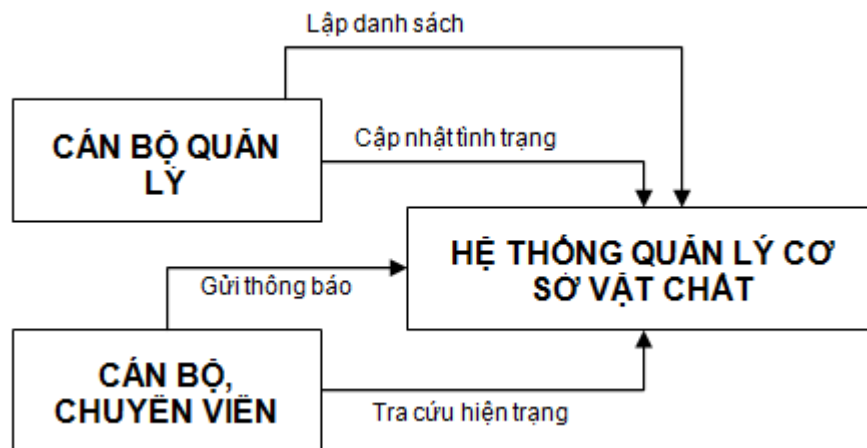 Lập danh sách
CÁN BỘ QUẢN
LÝ
Cập nhật tình trạng
HỆ THỐNG QUẢN LÝ CƠ
SỞ VẬT CHẤT
Gửi thông báo
CÁN BỘ,
CHUYÊN VIÊN
Tra cứu hiện trạng